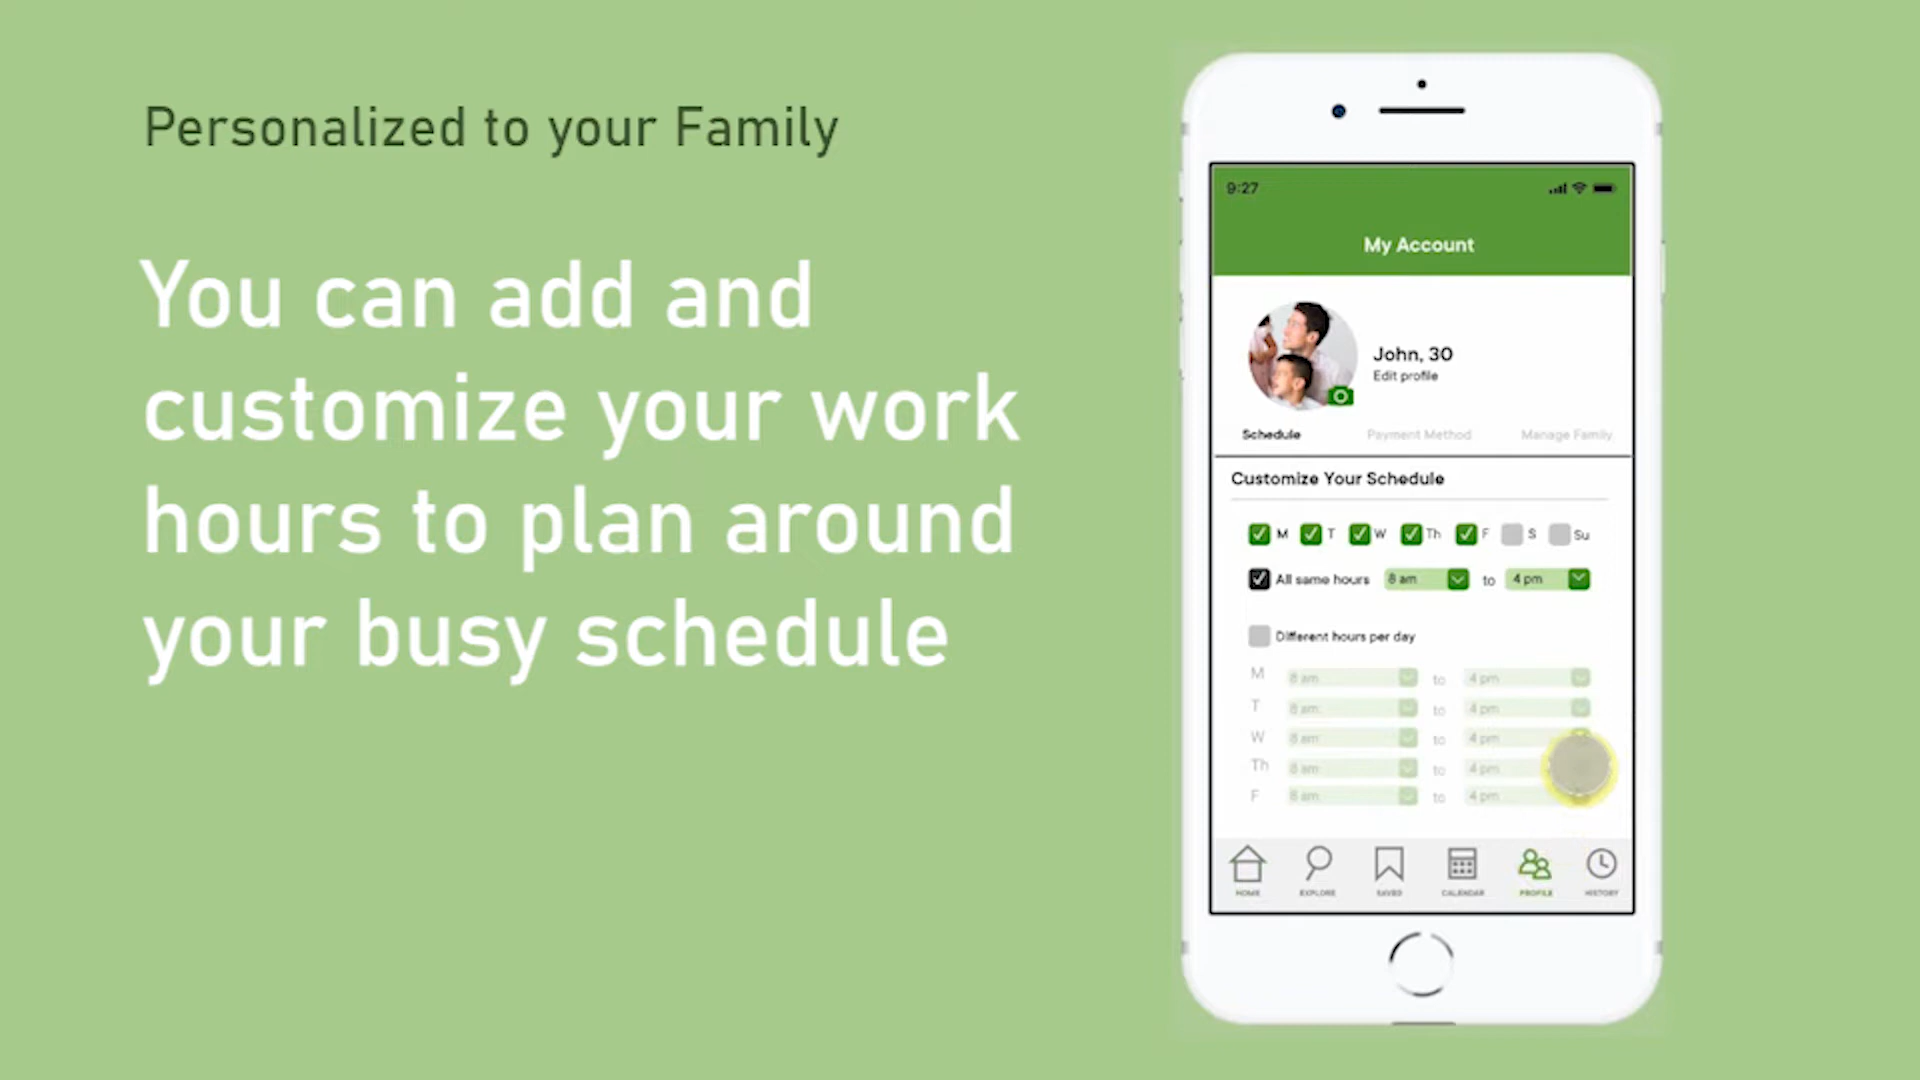 Personalized to your Family
You can add and
customize your work
hours to plan around
your busy schedule
9:27
My Account
John, 30
Edit profile
Schedule Payment Method Manage Family
Customize Your Schedule
M T W Th F S Su
All same hours 8 am to 4 pm
Different hours per day
M 8 am to 4 pm
T 8 am to 4 pm
W 8 am to 4 pm
Th 8 am to 4 pm
F 8 am to 4 pm
HOME EXPLORE SAVED CALENDAR PROFILE HISTORY